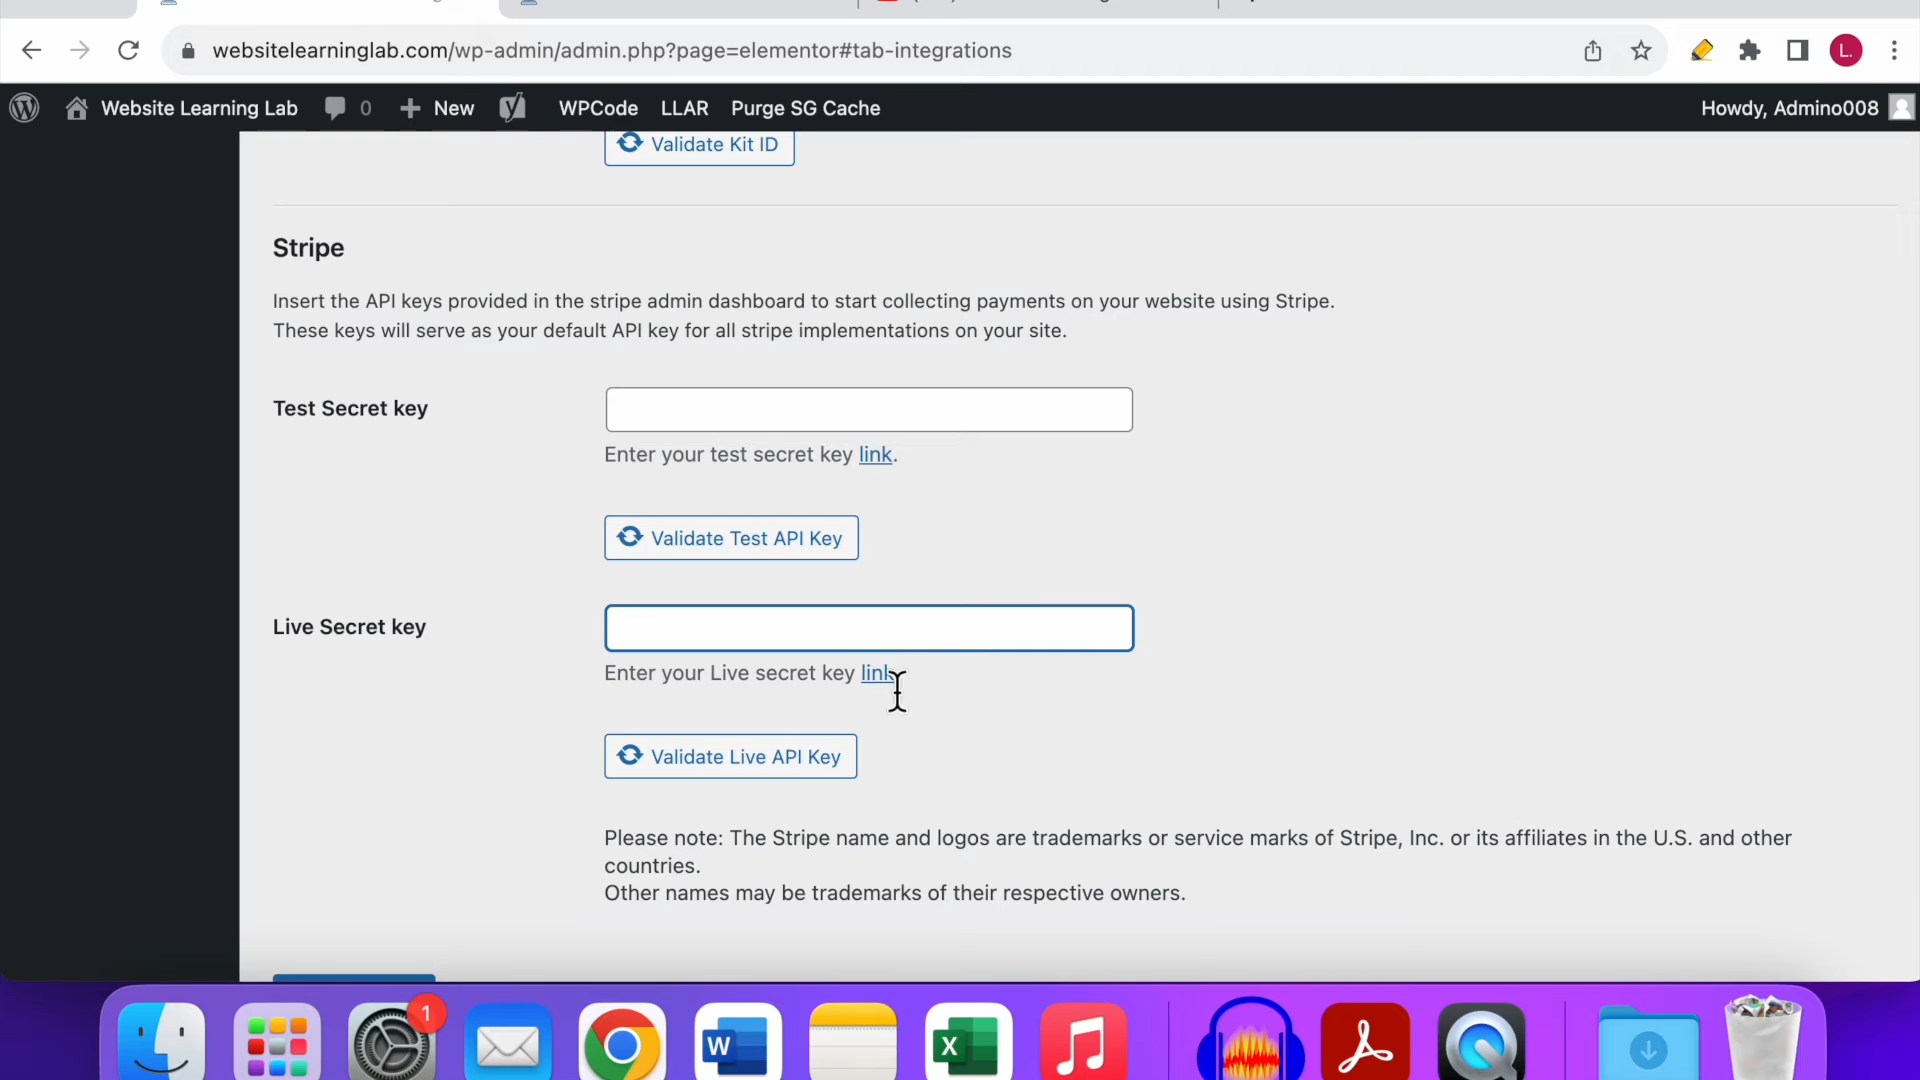 websitelearninglab.com/wp-admin/admin.php?page=elementor#tab-integrations
L.
Website Learning Lab 0 New WPCode LLAR Purge SG Cache Howdy, Admino008
Validate Kit ID
Stripe
Insert the API keys provided in the stripe admin dashboard to start collecting payments on your website using Stripe.
These keys will serve as your default API key for all stripe implementations on your site.
Test Secret key
Enter your test secret key link.
Validate Test API Key
Live Secret key
Enter your Live secret key link
Validate Live API Key
Please note: The Stripe name and logos are trademarks or service marks of Stripe, Inc. or its affiliates in the U.S. and other
countries.
Other names may be trademarks of their respective owners.
1
W
X